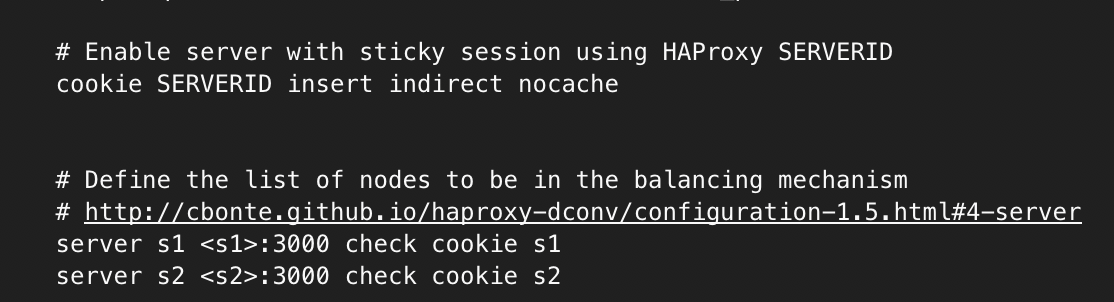 # Enable server with sticky session using HAProxy SERVERID
cookie SERVERID insert indirect nocache
# Define the list of nodes to be in the balancing mechanism
# http://cbonte.github.io/haproxy-dconv/configuration-1.5.html#4-server
server s1 <s1>:3000 check cookie s1
server s2 <s2>:3000 check cookie s2